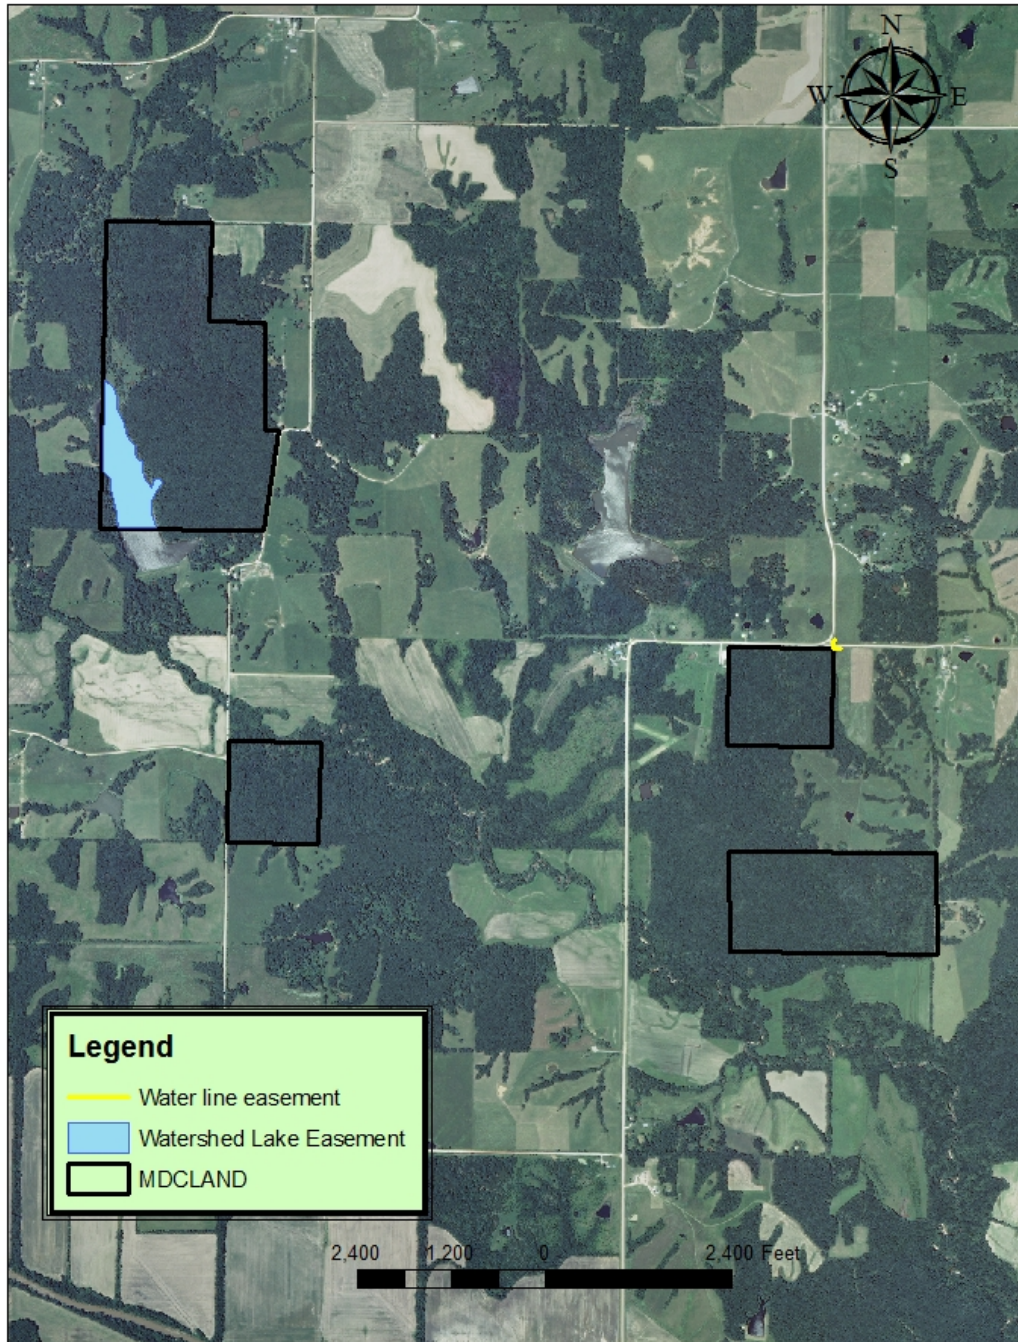 N
W E
S
Legend
Water line easement
Watershed Lake Easement
MDCLAND
2,400 1,200 0 2,400 Feet